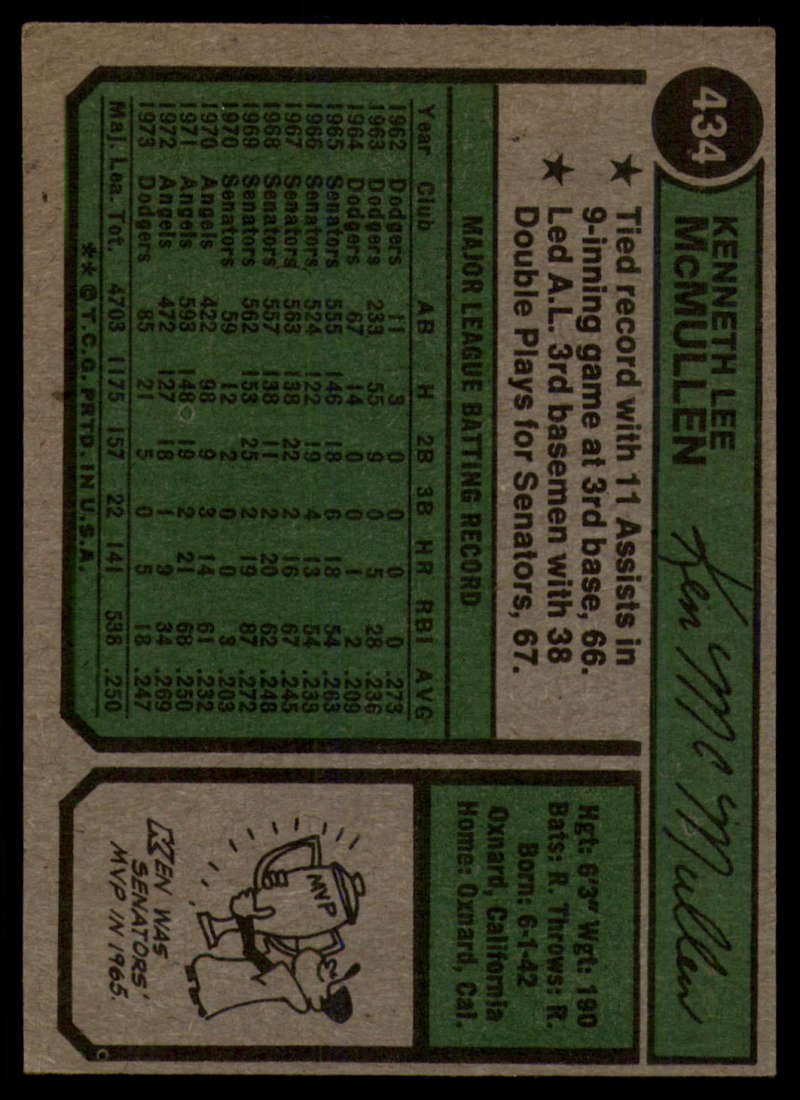 434
KENNETH LEE
McMULLEN
Ken McMullen
★ Tied record with 11 Assists in
9-inning game at 3rd base, 66.
★ Led A.L. 3rd basemen with 38
Double Plays for Senators, 67.
MAJOR LEAGUE BATTING RECORD
Year Club AB H 2B 3B HR RBI AVG
1962 Dodgers 11 3 0 0 0 0 .273
1963 Dodgers 233 55 9 0 5 28 .236
1964 Dodgers 67 14 0 0 1 2 .209
1965 Senators 555 146 18 6 18 54 .263
1966 Senators 524 122 19 4 13 54 .233
1967 Senators 563 138 22 2 16 67 .245
1968 Senators 557 138 11 2 20 62 .248
1969 Senators 562 153 25 2 19 87 .272
1970 Senators 59 12 2 0 0 3 .203
1970 Angels 422 98 9 3 14 61 .232
1971 Angels 593 148 19 2 21 68 .250
1972 Angels 472 127 18 1 9 34 .269
1973 Dodgers 85 21 5 0 5 18 .247
Maj. Lea. Tot. 4703 1175 157 22 141 538 .250
** © T.C.G. PRTD. IN U.S.A.
Hgt: 6'3" Wgt: 190
Bats: R. Throws: R.
Born: 6-1-42
Oxnard, California
Home: Oxnard, Cal.
MVP
KEN WAS
SENATORS'
MVP IN 1965.